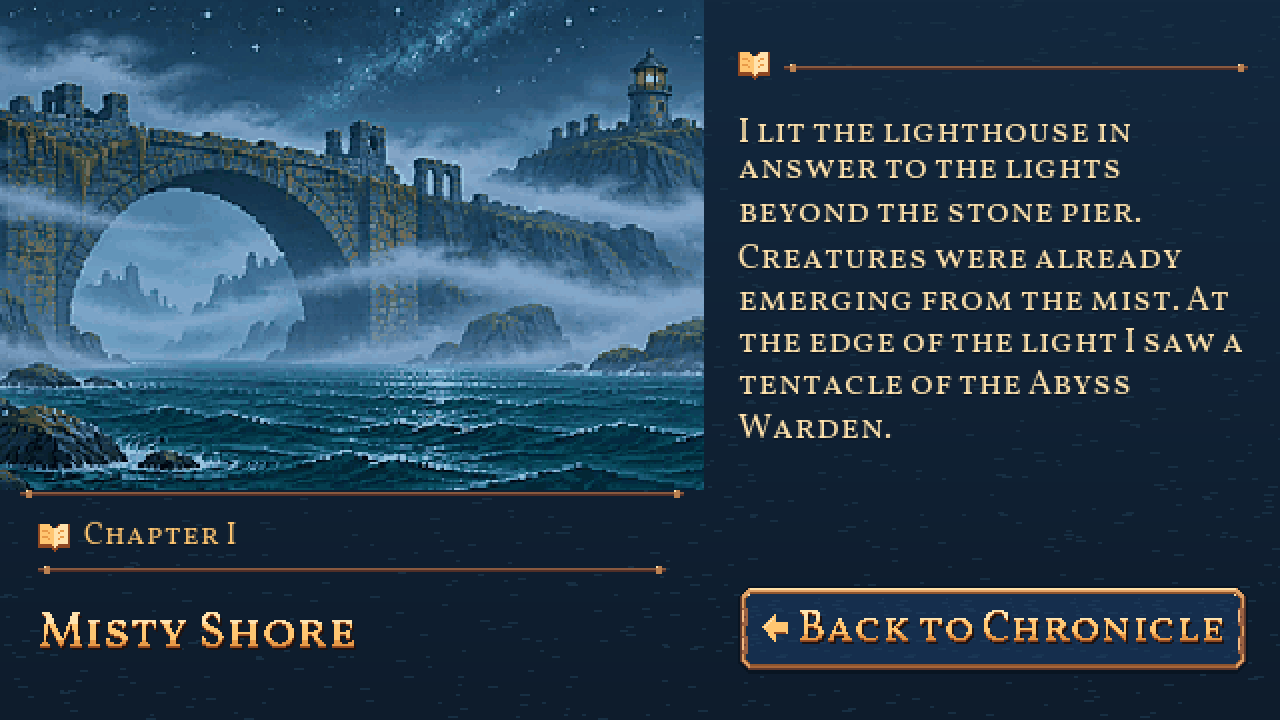 Chapter I
Misty Shore
I lit the lighthouse in
answer to the lights
beyond the stone pier.
Creatures were already
emerging from the mist. At
the edge of the light I saw a
tentacle of the Abyss
Warden.
Back to Chronicle